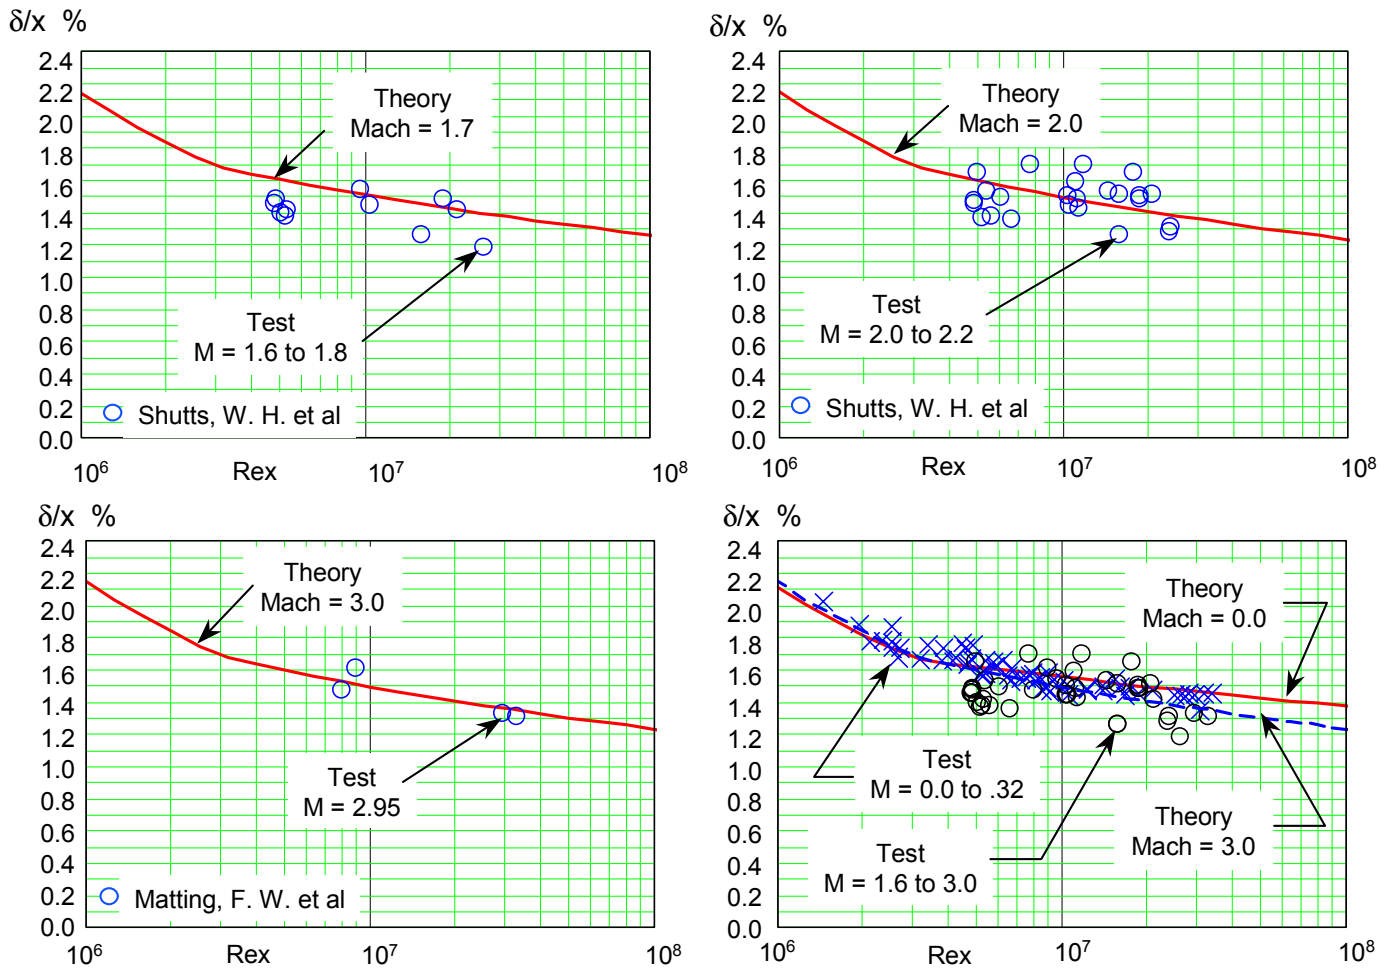 δ/x %
2.4
2.2
2.0
1.8
1.6
1.4
1.2
1.0
0.8
0.6
0.4
0.2
0.0
Theory
Mach = 1.7
Test
M = 1.6 to 1.8
Shutts, W. H. et al
10⁶
Rex
10⁷
10⁸
δ/x %
2.4
2.2
2.0
1.8
1.6
1.4
1.2
1.0
0.8
0.6
0.4
0.2
0.0
Theory
Mach = 2.0
Test
M = 2.0 to 2.2
Shutts, W. H. et al
10⁶
Rex
10⁷
10⁸
δ/x %
2.4
2.2
2.0
1.8
1.6
1.4
1.2
1.0
0.8
0.6
0.4
0.2
0.0
Theory
Mach = 3.0
Test
M = 2.95
Matting, F. W. et al
10⁶
Rex
10⁷
10⁸
δ/x %
2.4
2.2
2.0
1.8
1.6
1.4
1.2
1.0
0.8
0.6
0.4
0.2
0.0
Theory
Mach = 0.0
Test
M = 0.0 to .32
Theory
Mach = 3.0
Test
M = 1.6 to 3.0
10⁶
Rex
10⁷
10⁸